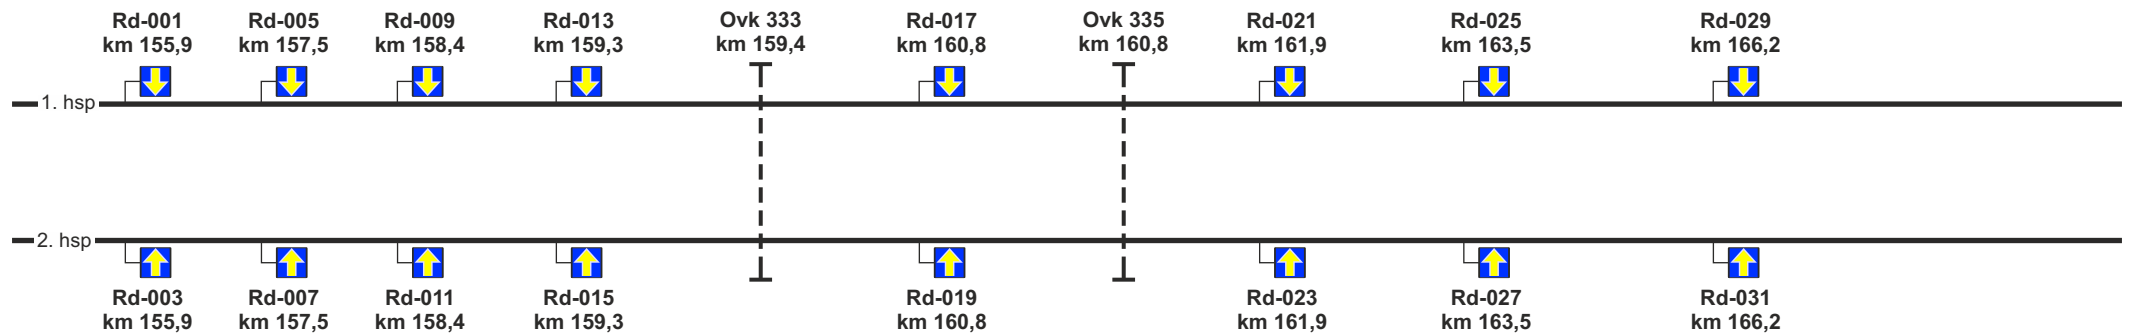 Rd-001
km 155,9
Rd-005
km 157,5
Rd-009
km 158,4
Rd-013
km 159,3
Ovk 333
km 159,4
Rd-017
km 160,8
Ovk 335
km 160,8
Rd-021
km 161,9
Rd-025
km 163,5
Rd-029
km 166,2
1. hsp
2. hsp
Rd-003
km 155,9
Rd-007
km 157,5
Rd-011
km 158,4
Rd-015
km 159,3
Rd-019
km 160,8
Rd-023
km 161,9
Rd-027
km 163,5
Rd-031
km 166,2